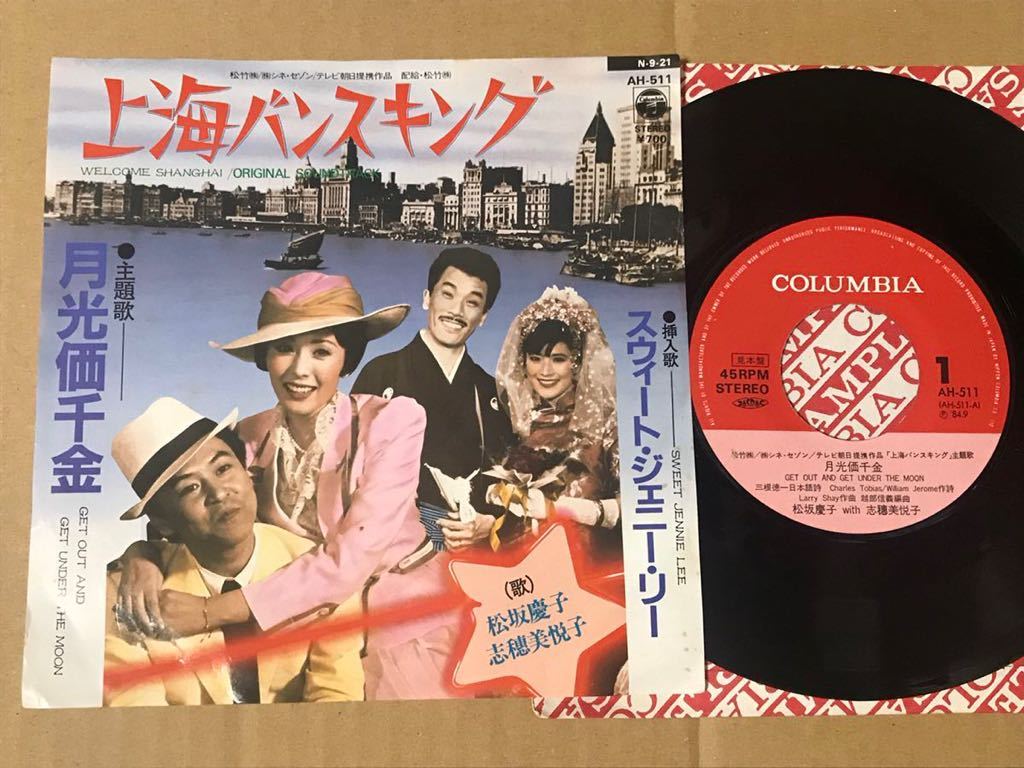 N-9-21
松竹㈱/㈱シネ・セゾン/テレビ朝日提携作品 配給・松竹㈱
AH-511
Columbia
STEREO
¥700
上海バンスキング
WELCOME SHANGHAI/ORIGINAL SOUNDTRACK
●主題歌
月光価千金
GET OUT AND
GET UNDER THE MOON
●挿入歌
スウィート・ジェニー・リー
SWEET JENNIE LEE
(歌)
松坂慶子
志穂美悦子
COLUMBIA
見本盤
45RPM
STEREO
1
AH-511
(AH-511-A)
Ⓟ '84.9
松竹㈱/㈱シネ・セゾン/テレビ朝日提携作品「上海バンスキング」主題歌
月光価千金
GET OUT AND GET UNDER THE MOON
三根徳一日本語詩 Charles Tobias/William Jerome作詩
Larry Shay作曲 越部信義編曲
松坂慶子 with 志穂美悦子
SAMPLE
COLUMBIA